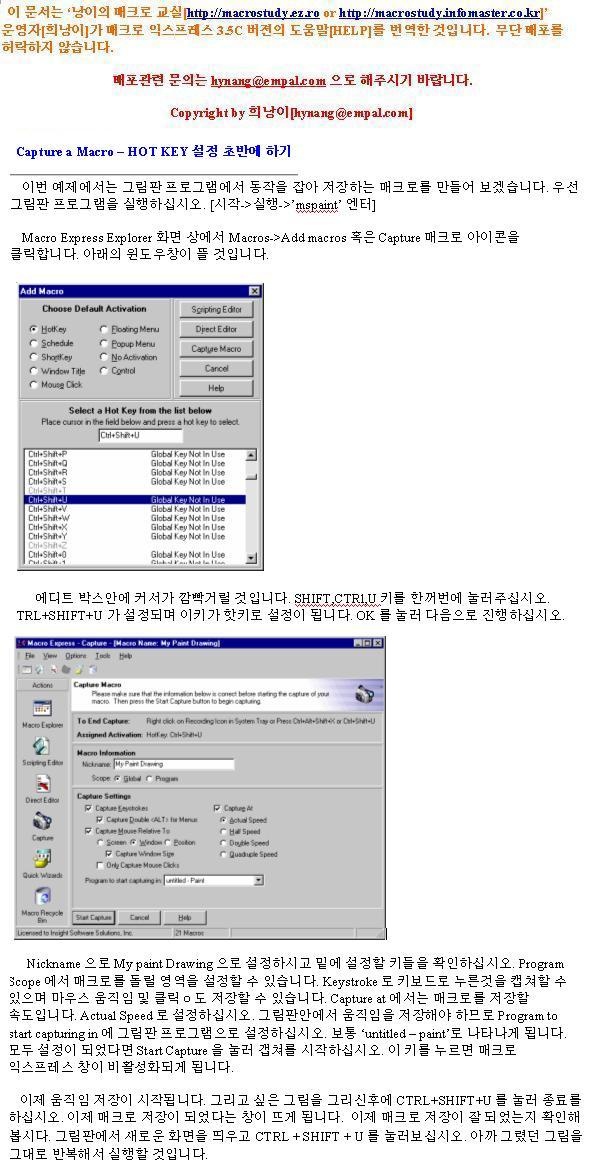 이 문서는 '낭이의 매크로 교실[http://macrostudy.ez.ro or http://macrostudy.infomaster.co.kr]'
운영자[희낭이]가 매크로 익스프레스 3.5C 버젼의 도움말[HELP]를 번역한 것입니다. 무단 배포를
허락하지 않습니다.
배포관련 문의는 hynang@empal.com 으로 해주시기 바랍니다.
Copyright by 희낭이[hynang@empal.com]
Capture a Macro – HOT KEY 설정 초반에 하기
이번 예제에서는 그림판 프로그램에서 동작을 잡아 저장하는 매크로를 만들어 보겠습니다. 우선
그림판 프로그램을 실행하십시오. [시작->실행->'mspaint' 엔터]
Macro Express Explorer 화면 상에서 Macros->Add macros 혹은 Capture 매크로 아이콘을
클릭합니다. 아래의 윈도우창이 뜰 것입니다.
Add Macro
Choose Default Activation
HotKey
Floating Menu
Schedule
Popup Menu
ShortKey
No Activation
Window Title
Control
Mouse Click
Scripting Editor
Direct Editor
Capture Macro
Cancel
Help
Select a Hot Key from the list below
Place cursor in the field below and press a hot key to select.
Ctrl+Shift+U
Ctrl+Shift+P Global Key Not In Use
Ctrl+Shift+Q Global Key Not In Use
Ctrl+Shift+R Global Key Not In Use
Ctrl+Shift+S Global Key Not In Use
Ctrl+Shift+T
Ctrl+Shift+U Global Key Not In Use
Ctrl+Shift+V Global Key Not In Use
Ctrl+Shift+W Global Key Not In Use
Ctrl+Shift+X Global Key Not In Use
Ctrl+Shift+Y Global Key Not In Use
Ctrl+Shift+Z
Ctrl+Shift+0 Global Key Not In Use
Ctrl+Shift+1 Global Key Not In Use
에디트 박스안에 커서가 깜빡거릴 것입니다. SHIFT,CTR1,U 키를 한꺼번에 눌러주십시오.
TRL+SHIFT+U 가 설정되며 이키가 핫키로 설정이 됩니다. OK 를 눌러 다음으로 진행하십시오.
Macro Express - Capture - [Macro Name: My Paint Drawing]
File View Options Tools Help
Actions
Macro Explorer
Scripting Editor
Direct Editor
Capture
Quick Wizards
Macro Recycle
Bin
Capture Macro
Please make sure that the information below is correct before starting the capture of your
macro. Then press the Start Capture button to begin capturing.
To End Capture: Right click on Recording Icon in System Tray or Press Ctrl+Alt+Shift+X or Ctrl+Shift+U
Assigned Activation: HotKey: Ctrl+Shift+U
Macro Information
Nickname: My Paint Drawing
Scope: Global Program
Capture Settings
Capture Keystrokes
Capture Double <ALT> for Menus
Capture Mouse Relative To:
Screen Window Position
Capture Window Size
Only Capture Mouse Clicks
Capture At
Actual Speed
Half Speed
Double Speed
Quadruple Speed
Program to start capturing in: untitled - Paint
Start Capture Cancel Help
Licensed to Insight Software Solutions, Inc. 21 Macros
Nickname 으로 My paint Drawing 으로 설정하시고 밑에 설정할 키들을 확인하십시오. Program
Scope 에서 매크로를 돌릴 영역을 설정할 수 있습니다. Keystroke 로 키보드로 누른것을 캡쳐할 수
있으며 마우스 움직임 및 클릭ㅇ도 저장할 수 있습니다. Capture at 에서는 매크로를 저장할
속도입니다. Actual Speed 로 설정하십시오. 그림판안에서 움직임을 저장해야 하므로 Program to
start capturing in 에 그림판 프로그램으로 설정하십시오. 보통 'untitled – paint'로 나타나게 됩니다.
모두 설정이 되었다면 Start Capture 을 눌러 캡쳐를 시작하십시오. 이 키를 누르면 매크로
익스프레스 창이 비활성화되게 됩니다.
이제 움직임 저장이 시작됩니다. 그리고 싶은 그림을 그리신후에 CTRL+SHIFT+U 를 눌러 종료를
하십시오. 이제 매크로 저장이 되었다는 창이 뜨게 됩니다. 이제 매크로 저장이 잘 되었는지 확인해
봅시다. 그림판에서 새로운 화면을 띄우고 CTRL + SHIFT + U 를 눌러보십시오. 아까 그렸던 그림을
그대로 반복해서 실행할 것입니다.